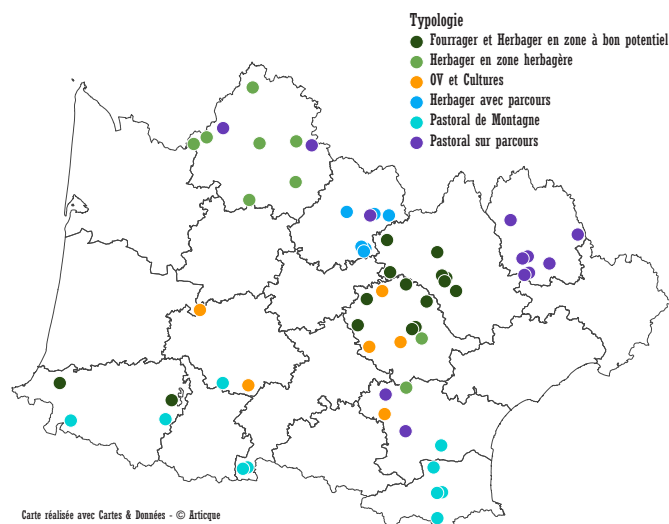 Typologie
Fourrager et Herbager en zone à bon potentiel
Herbager en zone herbagère
OV et Cultures
Herbager avec parcours
Pastoral de Montagne
Pastoral sur parcours
Carte réalisée avec Cartes & Données - © Articque